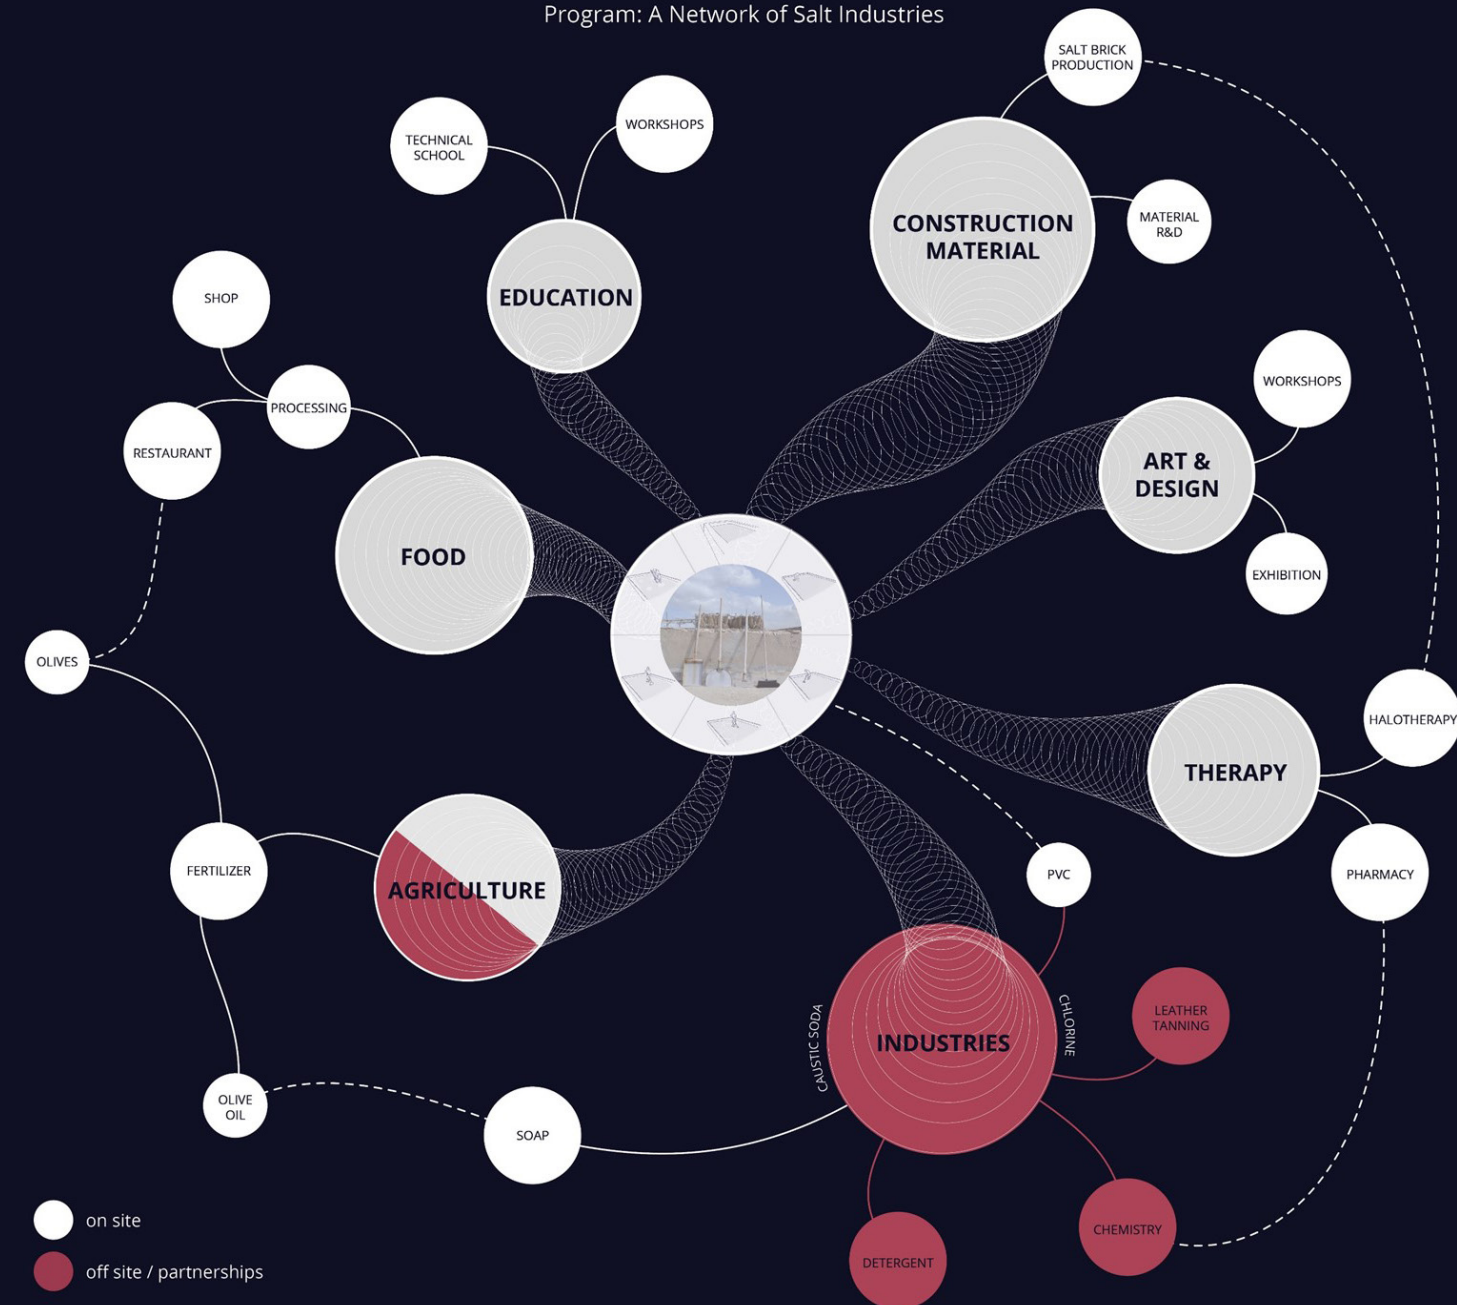 Program: A Network of Salt Industries
SALT BRICK
PRODUCTION
TECHNICAL
SCHOOL
WORKSHOPS
CONSTRUCTION
MATERIAL
MATERIAL
R&D
EDUCATION
SHOP
PROCESSING
RESTAURANT
WORKSHOPS
ART &
DESIGN
EXHIBITION
FOOD
OLIVES
HALOTHERAPY
THERAPY
PHARMACY
PVC
FERTILIZER
AGRICULTURE
CAUSTIC SODA
INDUSTRIES
CHLORINE
LEATHER
TANNING
OLIVE
OIL
SOAP
CHEMISTRY
DETERGENT
on site
off site / partnerships